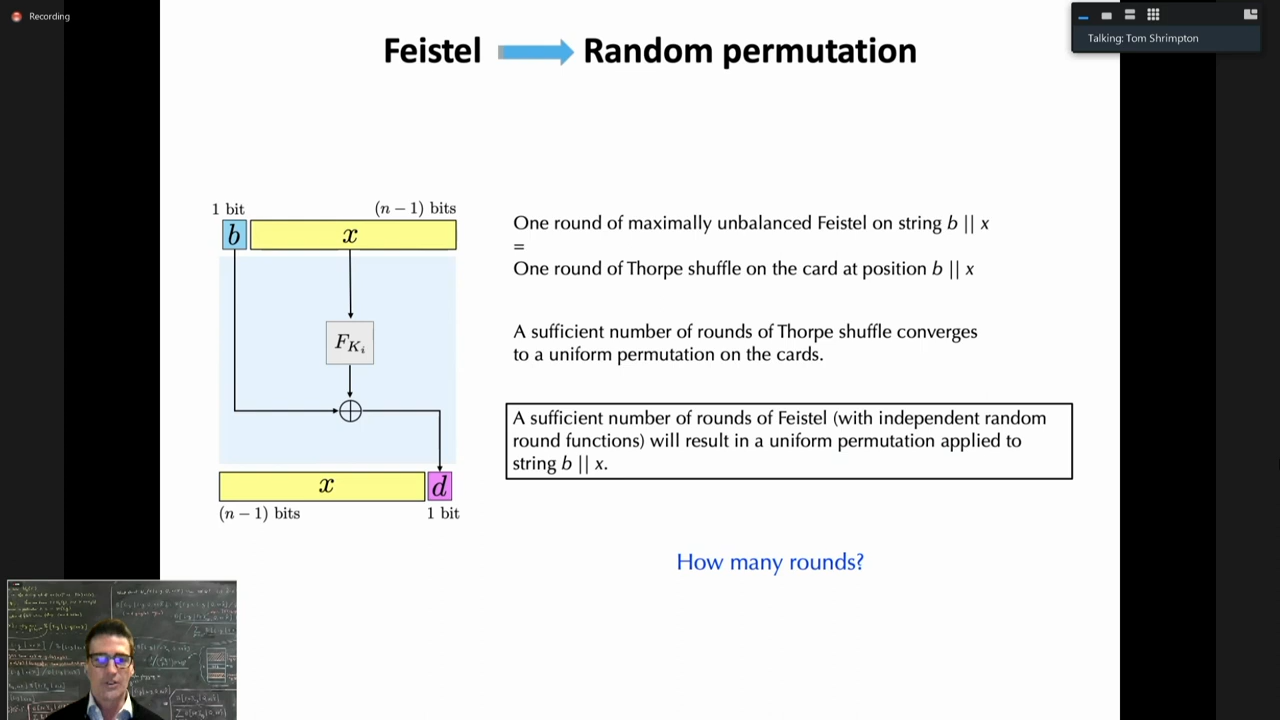 Recording
Talking: Tom Shrimpton
Feistel Random permutation
1 bit
(n − 1) bits
b
x
F_{K_i}
x
d
(n − 1) bits
1 bit
One round of maximally unbalanced Feistel on string b || x
=
One round of Thorpe shuffle on the card at position b || x
A sufficient number of rounds of Thorpe shuffle converges
to a uniform permutation on the cards.
A sufficient number of rounds of Feistel (with independent random
round functions) will result in a uniform permutation applied to
string b || x.
How many rounds?